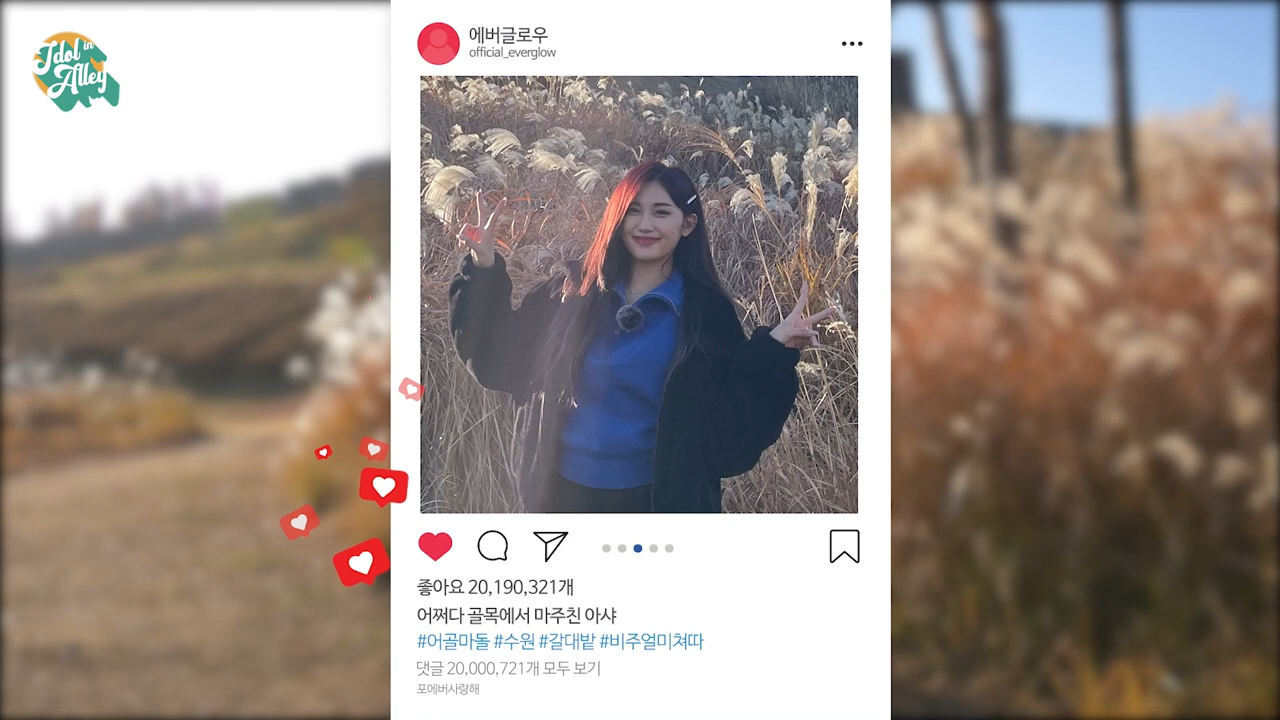 Idol in
Alley
에버글로우
official_everglow
좋아요 20,190,321개
어쩌다 골목에서 마주친 아샤
#어골마돌 #수원 #갈대밭 #비주얼미쳐따
댓글 20,000,721개 모두 보기
포에버사랑해